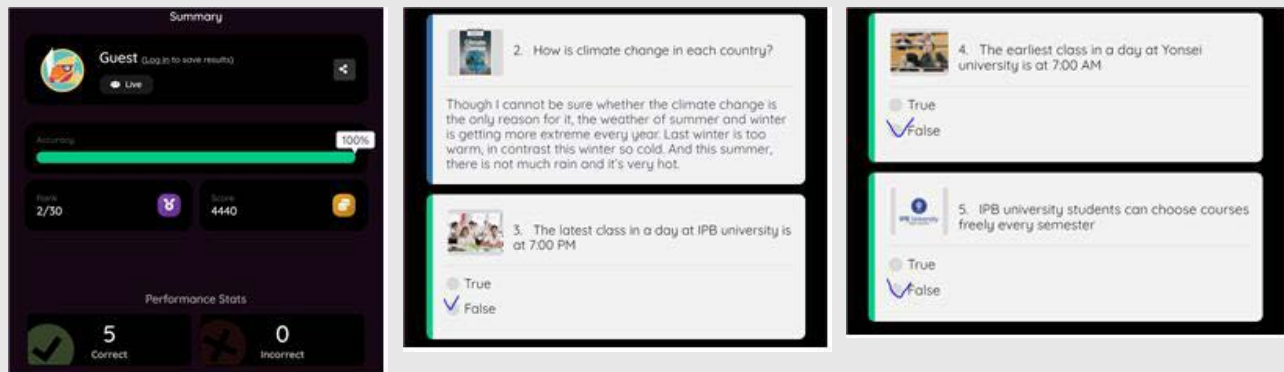 Summary
Guest (Log in to save results)
Live
Accuracy
100%
Rank
2/30
Score
4440
Performance Stats
5
Correct
0
Incorrect
2. How is climate change in each country?
Though I cannot be sure whether the climate change is
the only reason for it, the weather of summer and winter
is getting more extreme every year. Last winter is too
warm, in contrast this winter so cold. And this summer,
there is not much rain and it's very hot.
3. The latest class in a day at IPB university is
at 7:00 PM
True
False
4. The earliest class in a day at Yonsei
university is at 7:00 AM
True
False
IPB University
5. IPB university students can choose courses
freely every semester
True
False